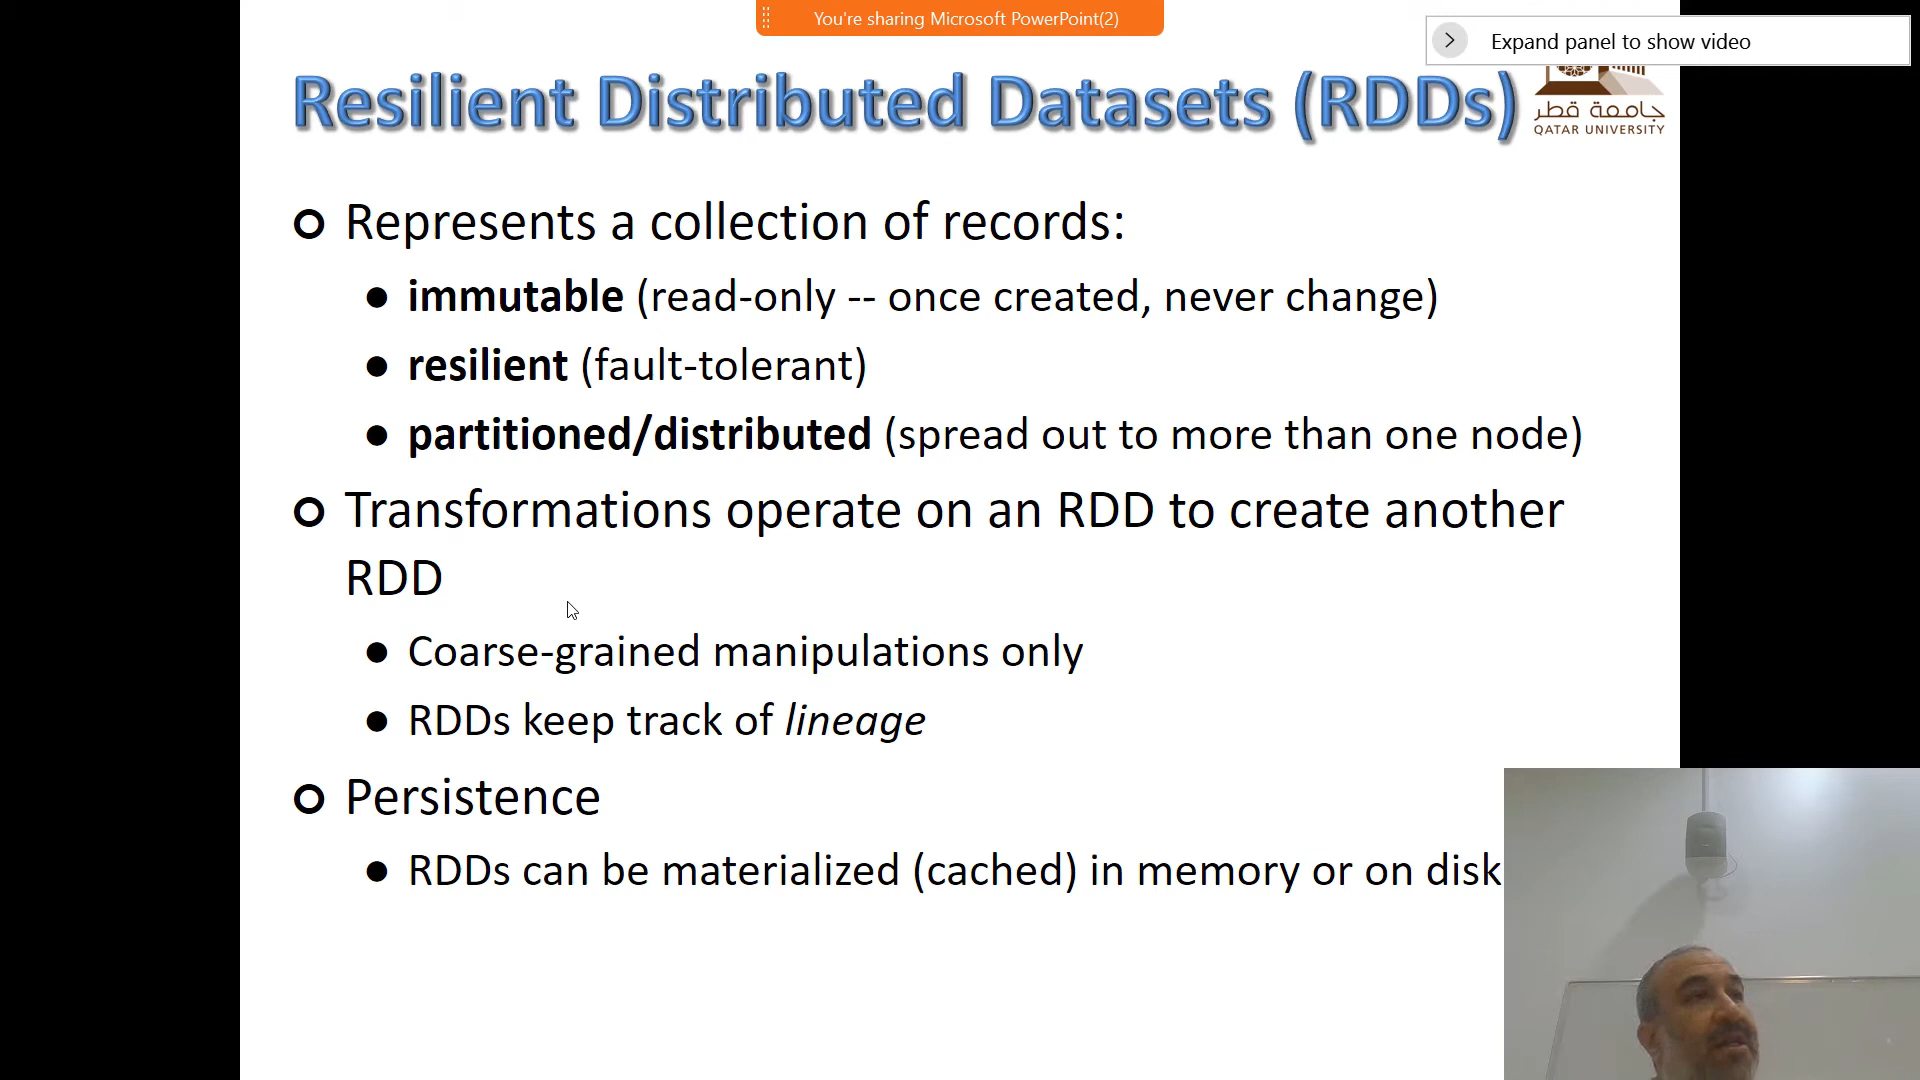 You're sharing Microsoft PowerPoint(2)
Expand panel to show video
Resilient Distributed Datasets (RDDs)
جامعة قطر
QATAR UNIVERSITY
Represents a collection of records:
immutable (read-only -- once created, never change)
resilient (fault-tolerant)
partitioned/distributed (spread out to more than one node)
Transformations operate on an RDD to create another
RDD
Coarse-grained manipulations only
RDDs keep track of lineage
Persistence
RDDs can be materialized (cached) in memory or on disk